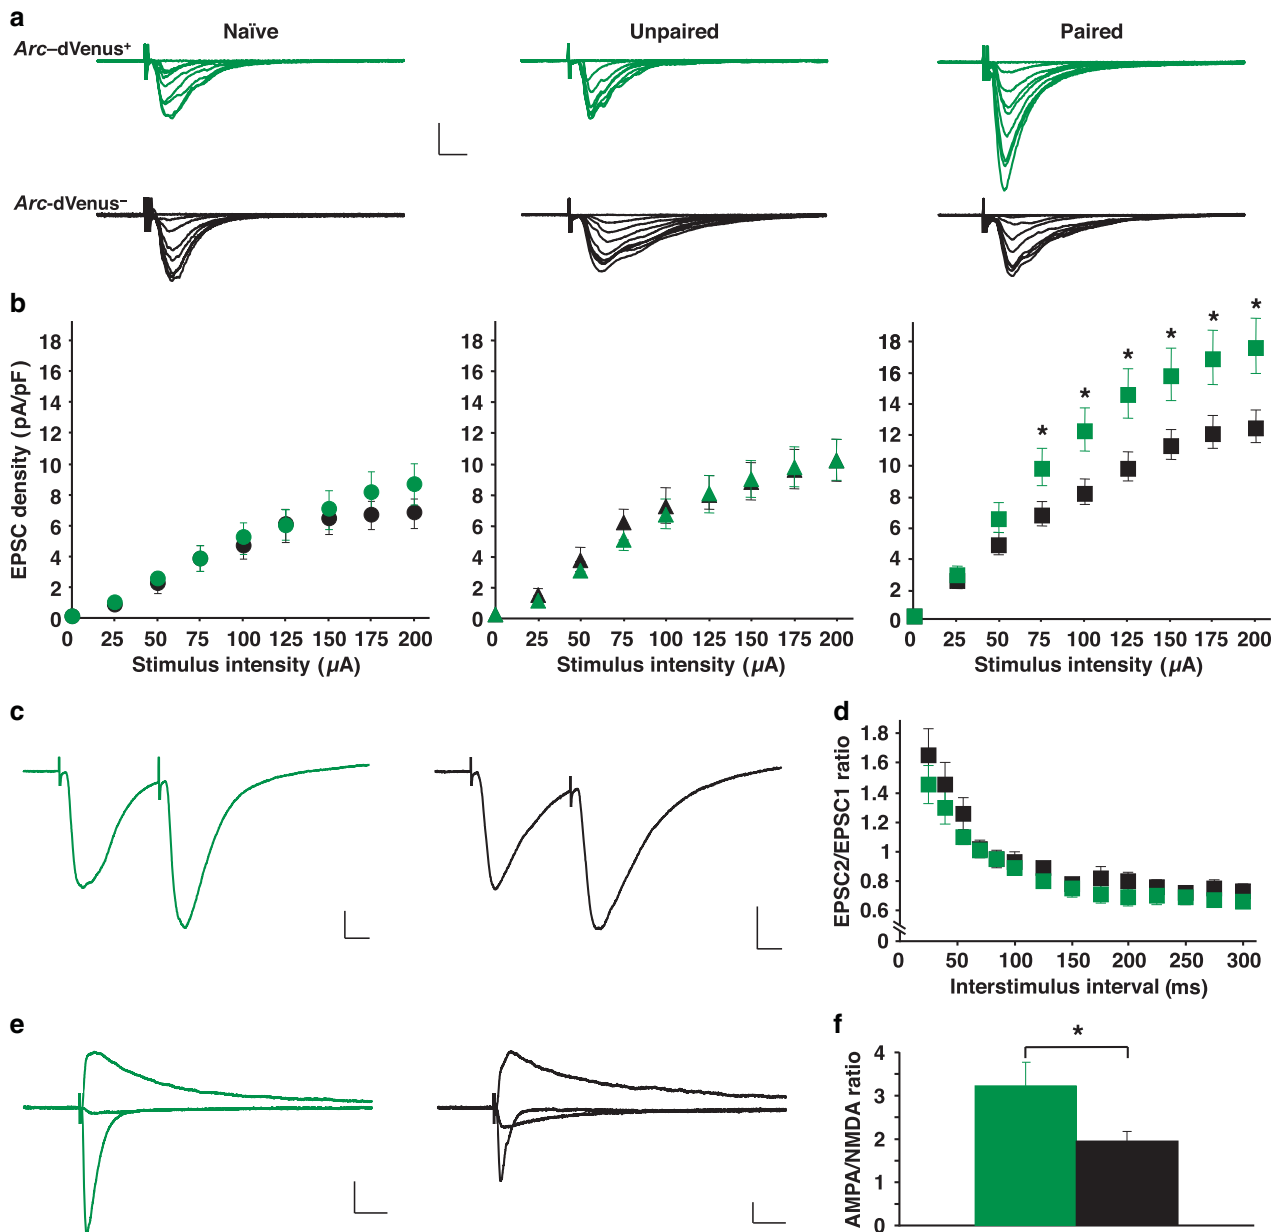 a
Naïve
Unpaired
Paired
Arc–dVenus⁺
Arc-dVenus⁻
b
EPSC density (pA/pF)
18
16
14
12
10
8
6
4
2
0
0 25 50 75 100 125 150 175 200
Stimulus intensity (µA)
18
16
14
12
10
8
6
4
2
0
0 25 50 75 100 125 150 175 200
Stimulus intensity (µA)
* * * * * *
18
16
14
12
10
8
6
4
2
0
0 25 50 75 100 125 150 175 200
Stimulus intensity (µA)
c
d
EPSC2/EPSC1 ratio
1.8
1.6
1.4
1.2
1
0.8
0.6
0
0 50 100 150 200 250 300
Interstimulus interval (ms)
e
f
AMPA/NMDA ratio
*
4
3
2
1
0